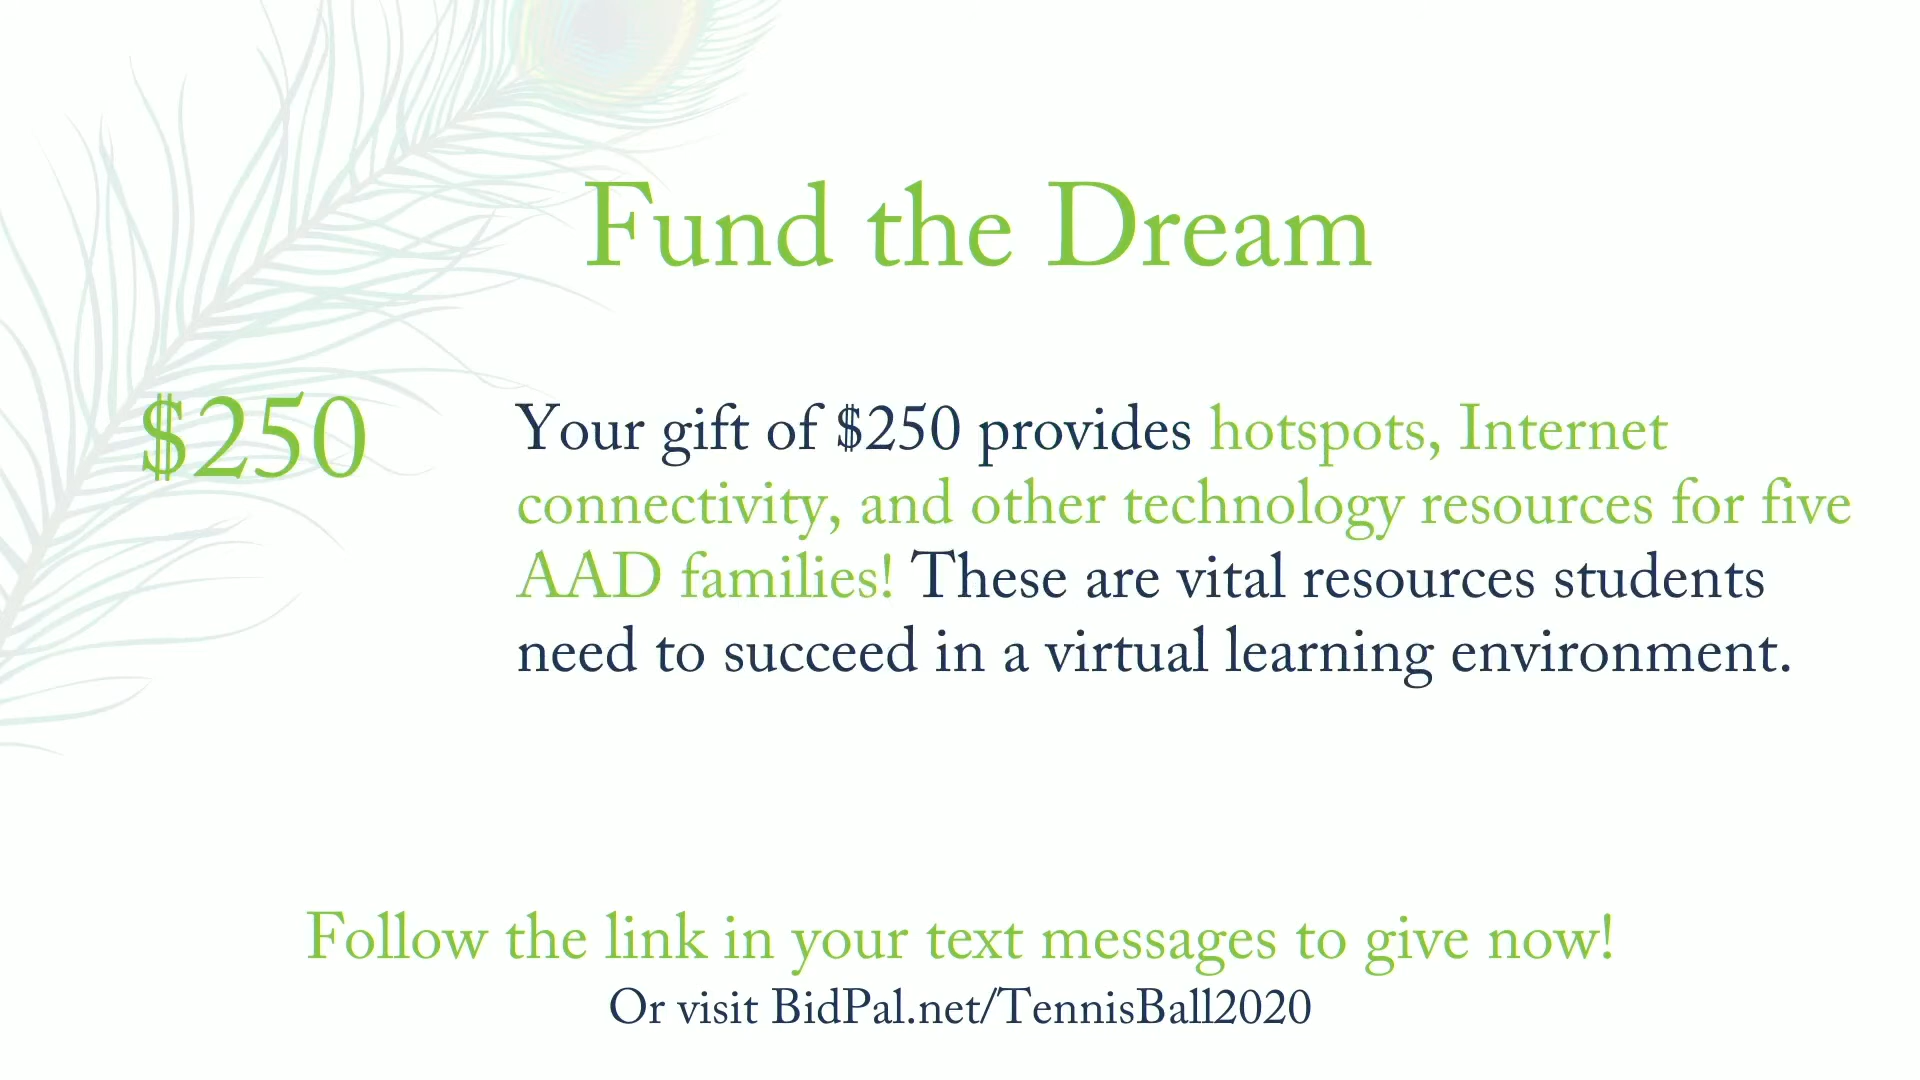 Fund the Dream
$250
Your gift of $250 provides hotspots, Internet
connectivity, and other technology resources for five
AAD families! These are vital resources students
need to succeed in a virtual learning environment.
Follow the link in your text messages to give now!
Or visit BidPal.net/TennisBall2020